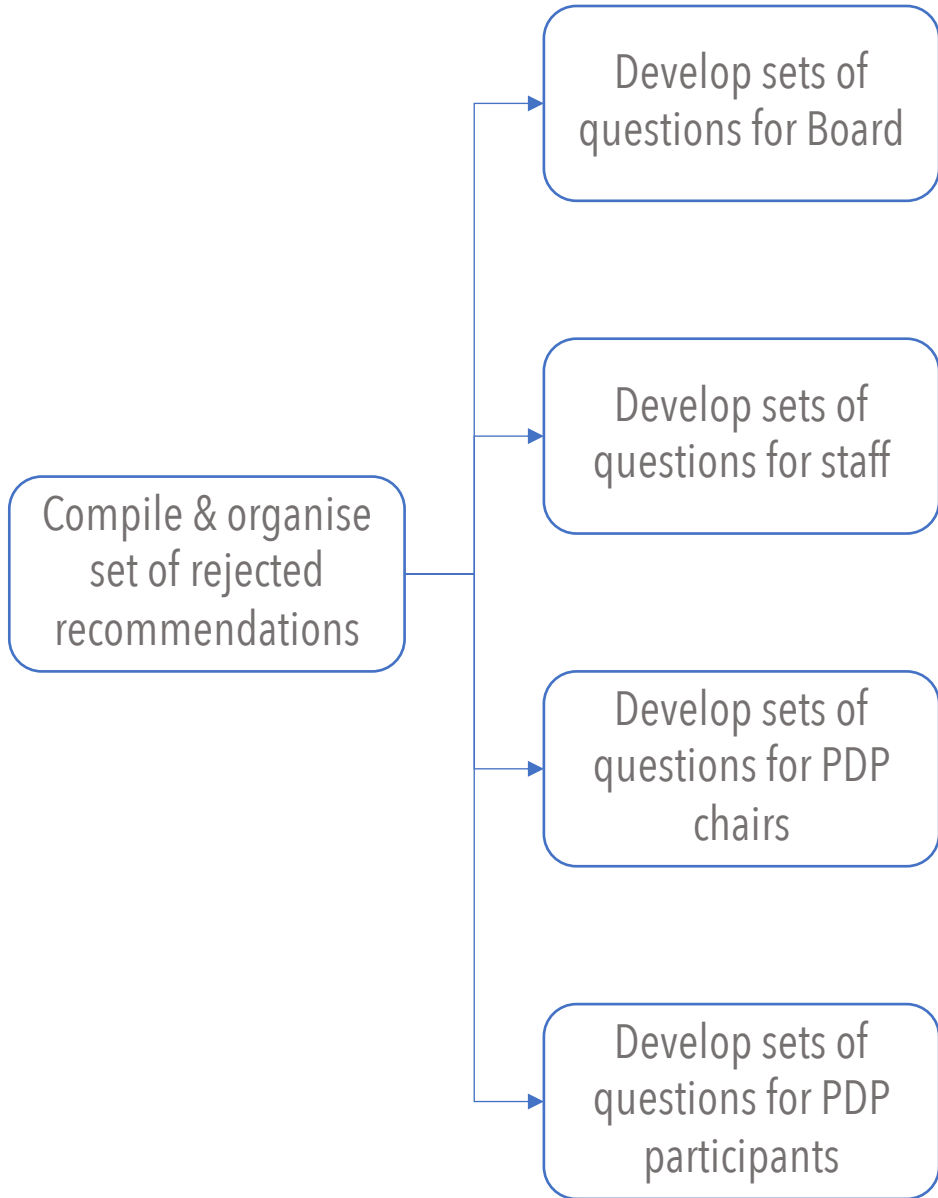 Develop sets of
questions for Board
Develop sets of
questions for staff
Compile & organise
set of rejected
recommendations
Develop sets of
questions for PDP
chairs
Develop sets of
questions for PDP
participants